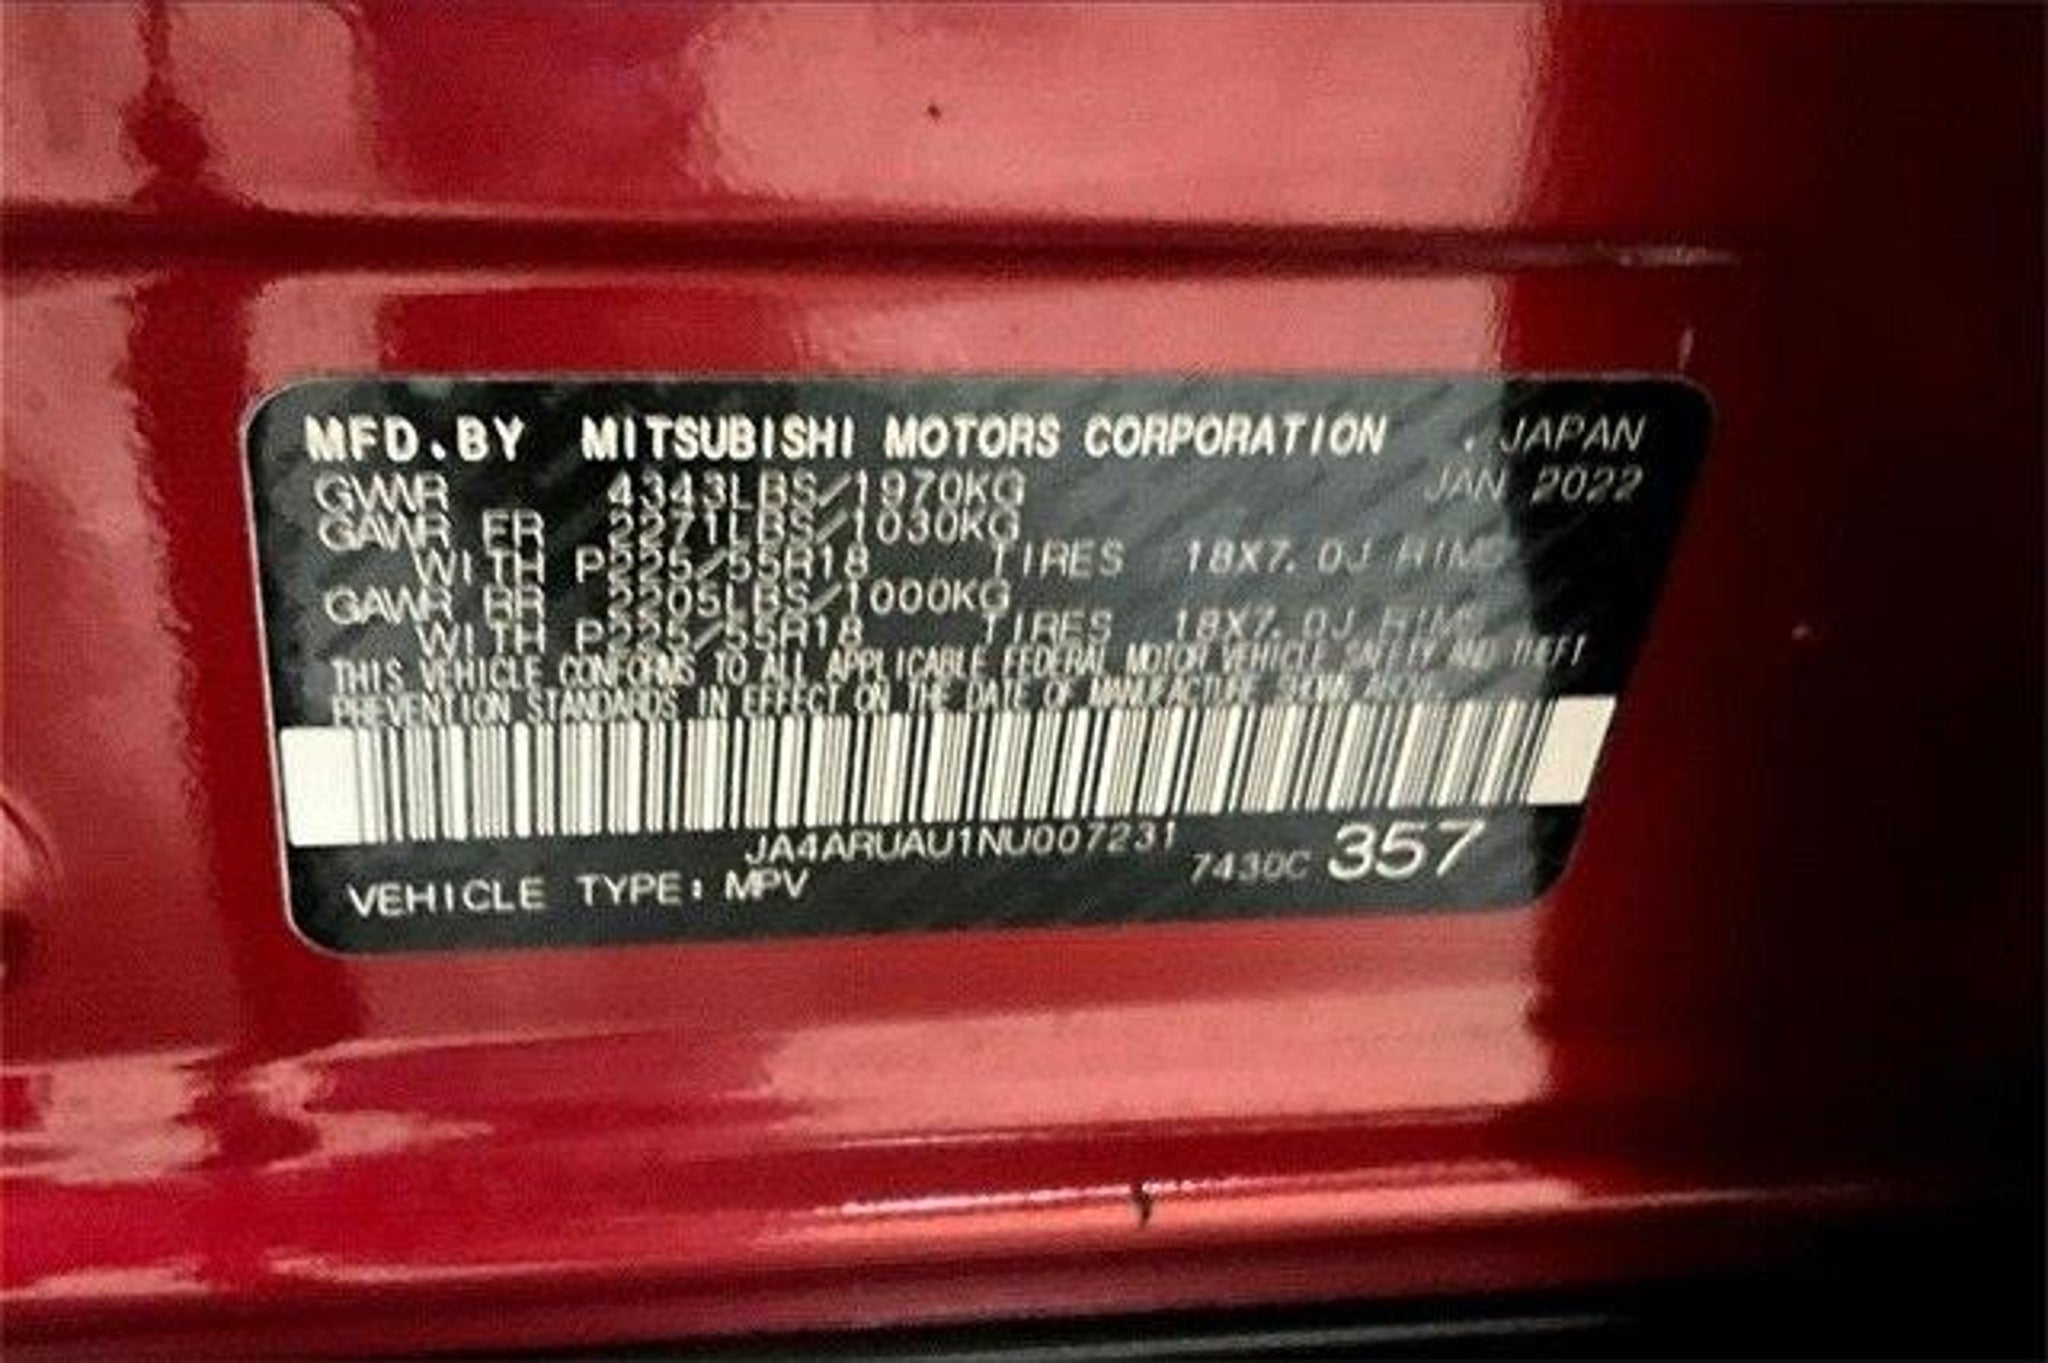 MFD.BY MITSUBISHI MOTORS CORPORATION . JAPAN
GVWR 4343LBS/1970KG JAN 2022
GAWR FR 2271LBS/1030KG
WITH P225/55R18 TIRES 18X7.0J RIMS
GAWR RR 2205LBS/1000KG
WITH P225/55R18 TIRES 18X7.0J RIMS
THIS VEHICLE CONFORMS TO ALL APPLICABLE FEDERAL MOTOR VEHICLE SAFETY AND THEFT
PREVENTION STANDARDS IN EFFECT ON THE DATE OF MANUFACTURE SHOWN ABOVE.
JA4ARUAU1NU007231
VEHICLE TYPE: MPV 7430C 357